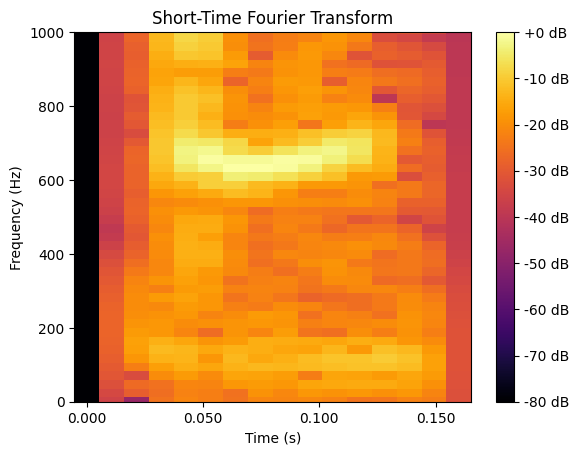 Short-Time Fourier Transform
1000
800
600
400
200
0
Frequency (Hz)
0.000
0.050
0.100
0.150
Time (s)
+0 dB
-10 dB
-20 dB
-30 dB
-40 dB
-50 dB
-60 dB
-70 dB
-80 dB